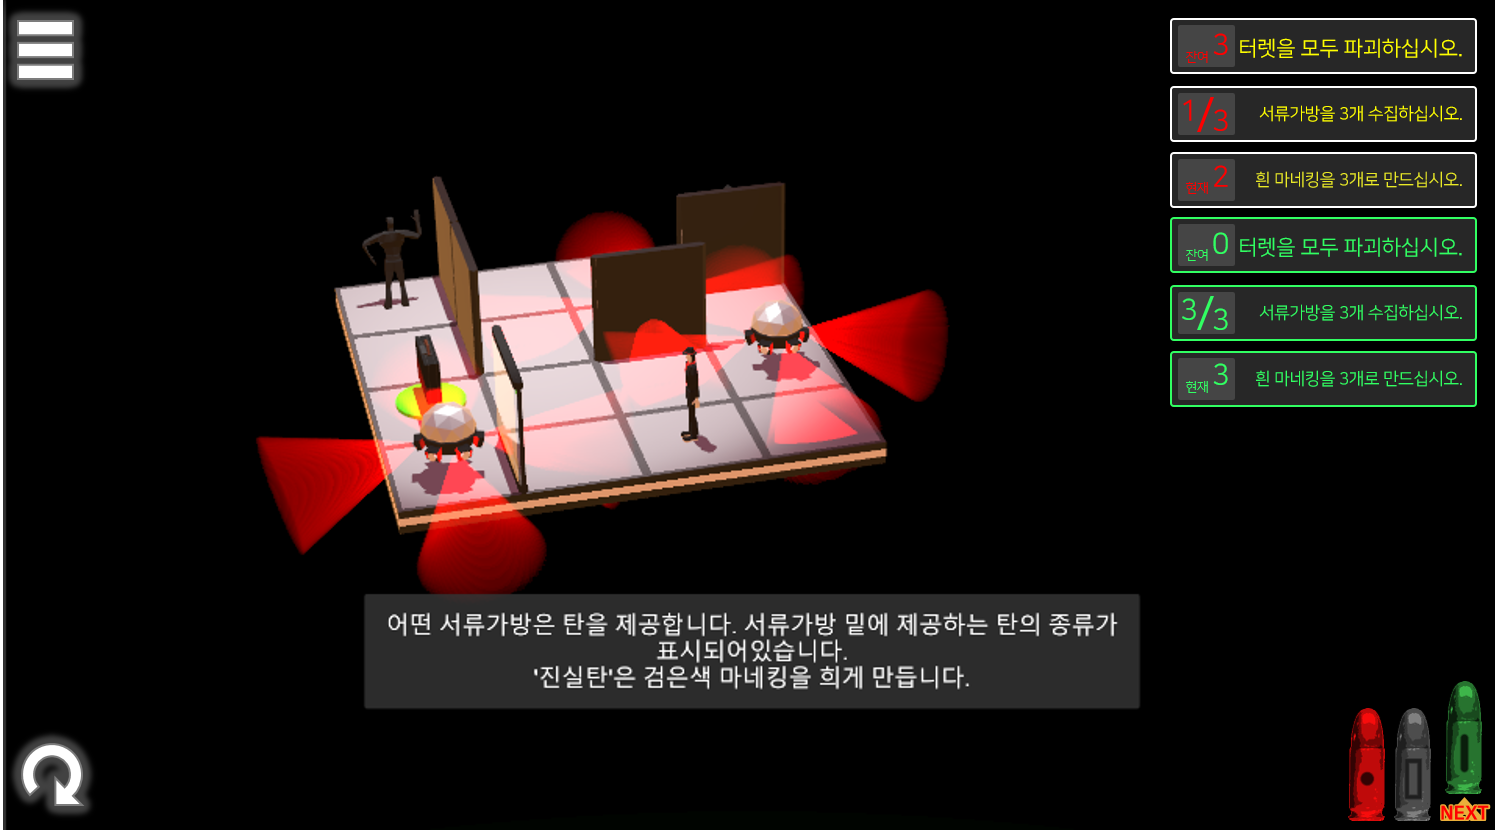 잔여 3 터렛을 모두 파괴하십시오.
1/3 서류가방을 3개 수집하십시오.
현재 2 흰 마네킹을 3개로 만드십시오.
잔여 0 터렛을 모두 파괴하십시오.
3/3 서류가방을 3개 수집하십시오.
현재 3 흰 마네킹을 3개로 만드십시오.
어떤 서류가방은 탄을 제공합니다. 서류가방 밑에 제공하는 탄의 종류가
표시되어있습니다.
'진실탄'은 검은색 마네킹을 희게 만듭니다.
NEXT